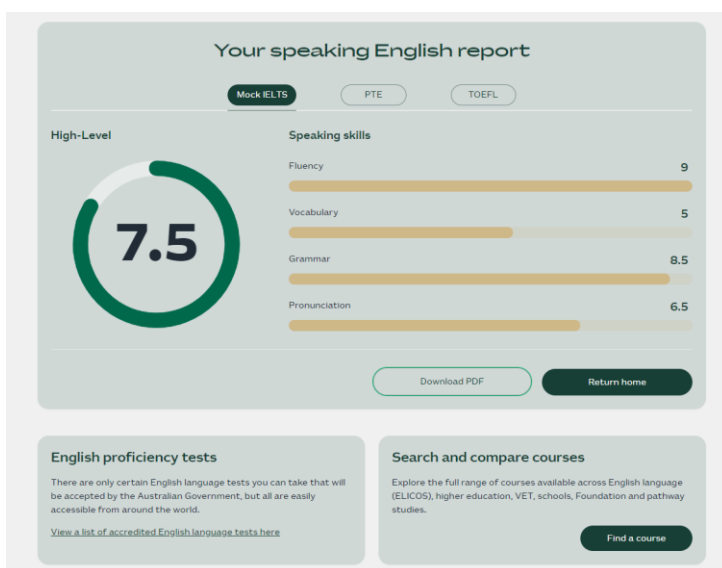 Your speaking English report
Mock IELTS
PTE
TOEFL
High-Level
7.5
Speaking skills
Fluency 9
Vocabulary 5
Grammar 8.5
Pronunciation 6.5
Download PDF
Return home
English proficiency tests
There are only certain English language tests you can take that will
be accepted by the Australian Government, but all are easily
accessible from around the world.
View a list of accredited English language tests here
Search and compare courses
Explore the full range of courses available across English language
(ELICOS), higher education, VET, schools, Foundation and pathway
studies.
Find a course